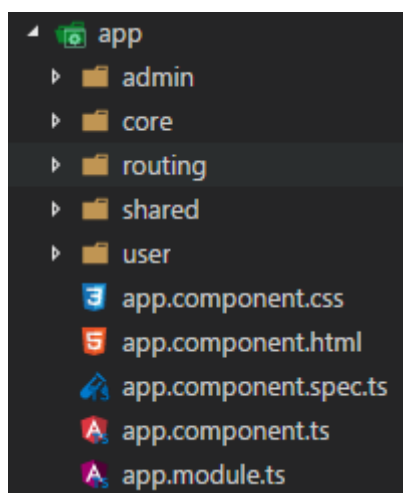 app
admin
core
routing
shared
user
app.component.css
app.component.html
app.component.spec.ts
app.component.ts
app.module.ts